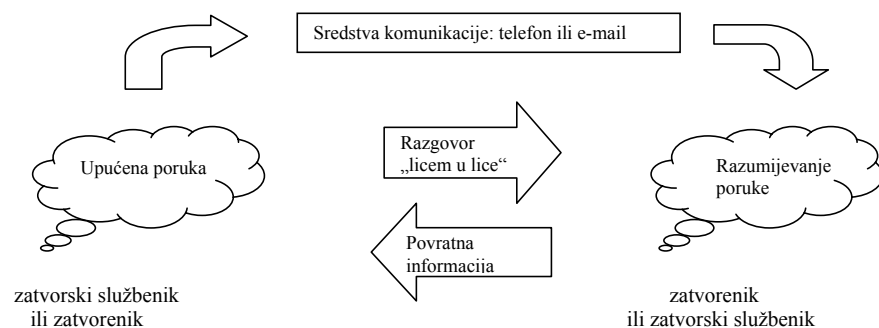 Sredstva komunikacije: telefon ili e-mail
Upućena poruka
Razgovor
„licem u lice“
Razumijevanje
poruke
Povratna
informacija
zatvorski službenik
ili zatvorenik
zatvorenik
ili zatvorski službenik